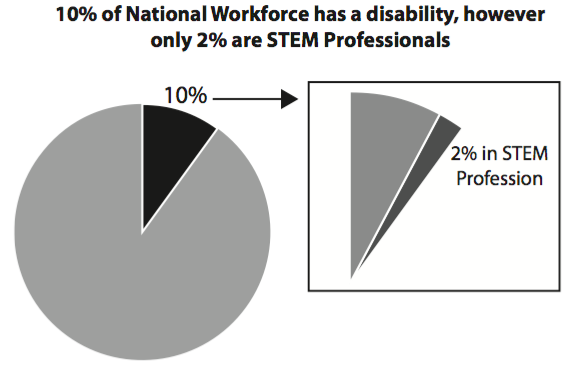 10% of National Workforce has a disability, however
only 2% are STEM Professionals
10%
2% in STEM
Profession